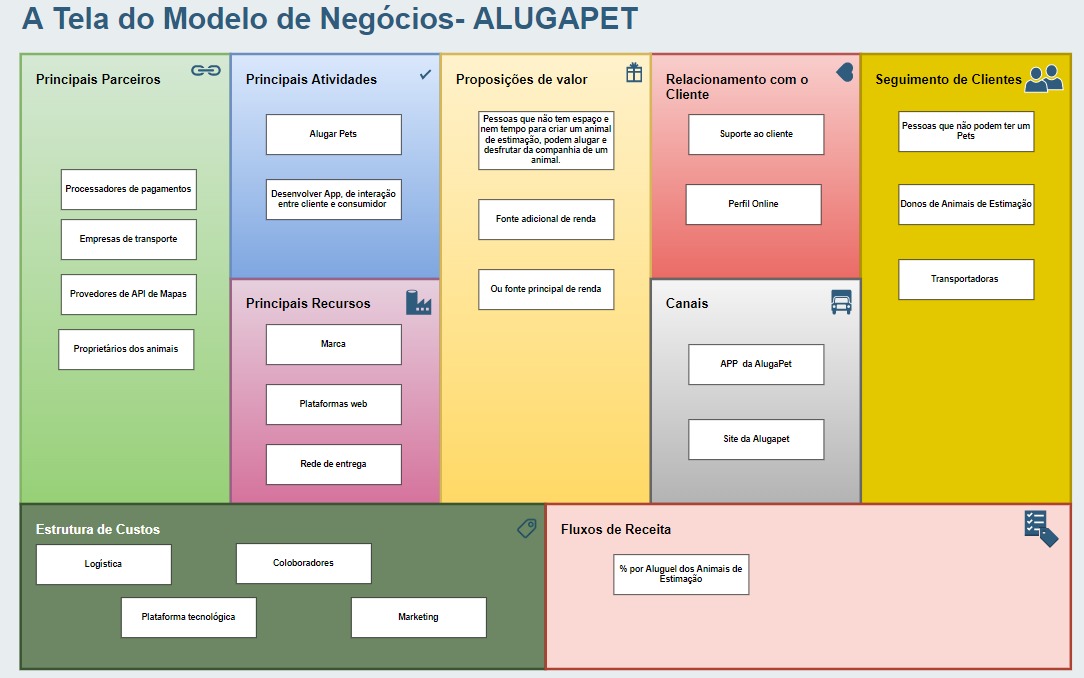 A Tela do Modelo de Negócios- ALUGAPET
Principais Parceiros
Processadores de pagamentos
Empresas de transporte
Provedores de API de Mapas
Proprietários dos animais
Principais Atividades
Alugar Pets
Desenvolver App, de interação
entre cliente e consumidor
Principais Recursos
Marca
Plataformas web
Rede de entrega
Proposições de valor
Pessoas que não tem espaço e
nem tempo para criar um animal
de estimação, podem alugar e
desfrutar da companhia de um
animal.
Fonte adicional de renda
Ou fonte principal de renda
Relacionamento com o
Cliente
Suporte ao cliente
Perfil Online
Canais
APP da AlugaPet
Site da Alugapet
Seguimento de Clientes
Pessoas que não podem ter um
Pets
Donos de Animais de Estimação
Transportadoras
Estrutura de Custos
Logística
Coloboradores
Plataforma tecnológica
Marketing
Fluxos de Receita
% por Aluguel dos Animais de
Estimação